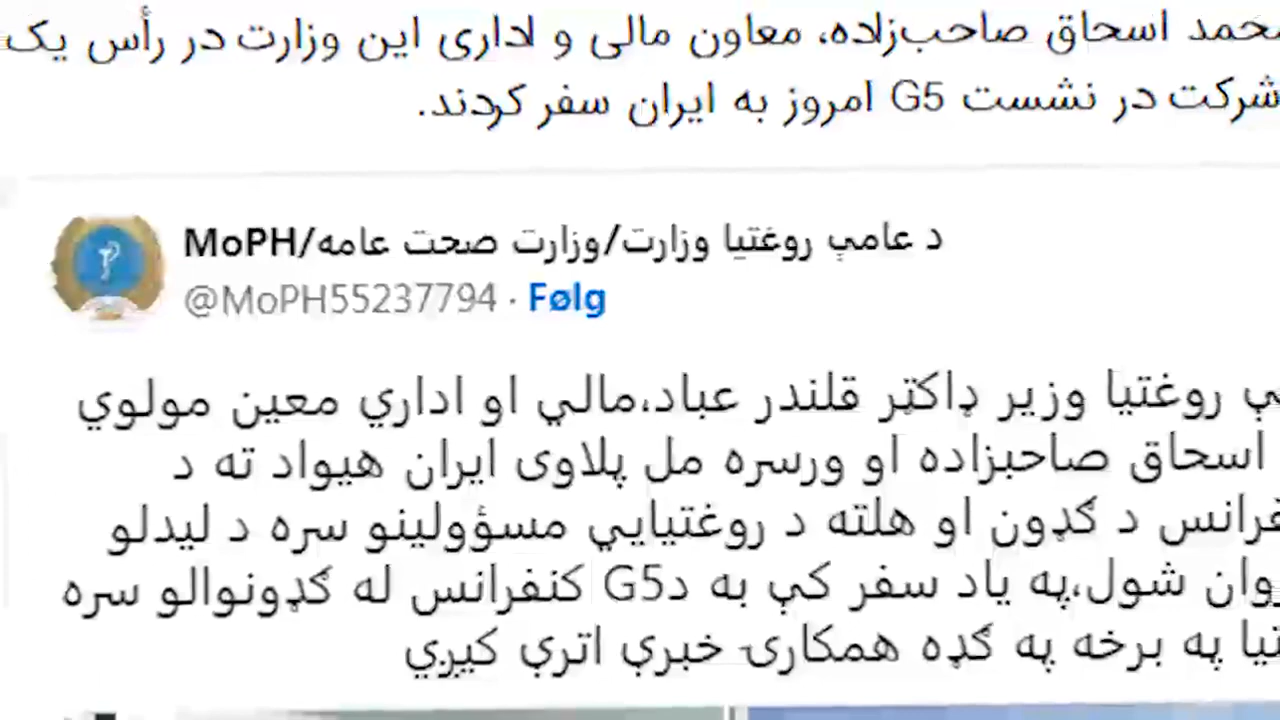 محمد اسحاق صاحب‌زاده، معاون مالی و اداری این وزارت در رأس یک
شرکت در نشست G5 امروز به ایران سفر کردند.
د عامې روغتیا وزارت/وزارت صحت عامه/MoPH
@MoPH55237794 · Følg
روغتیا وزیر ډاکټر قلندر عباد،مالي او اداري معین مولوي
اسحاق صاحبزاده او ورسره مل پلاوی ایران هیواد ته د
د ګډون او هلته د روغتیایي مسؤولینو سره د لیدلو
شول،په یاد سفر کې به دG5 کنفرانس له ګډونوالو سره
په برخه په ګډه همکارۍ خبرې اترې کیږي